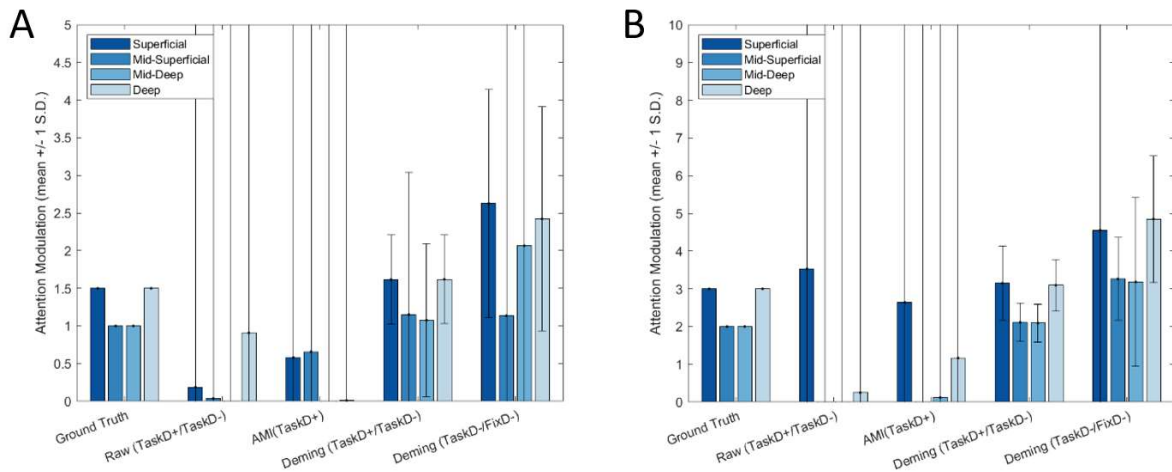 A
Attention Modulation (mean +/- 1 S.D.)
5
4.5
4
3.5
3
2.5
2
1.5
1
0.5
0
Superficial
Mid-Superficial
Mid-Deep
Deep
Ground Truth
Raw (TaskD+/TaskD-)
AMI(TaskD+)
Deming (TaskD+/TaskD-)
Deming (TaskD-/FixD-)
B
Attention Modulation (mean +/- 1 S.D.)
10
9
8
7
6
5
4
3
2
1
0
Superficial
Mid-Superficial
Mid-Deep
Deep
Ground Truth
Raw (TaskD+/TaskD-)
AMI(TaskD+)
Deming (TaskD+/TaskD-)
Deming (TaskD-/FixD-)